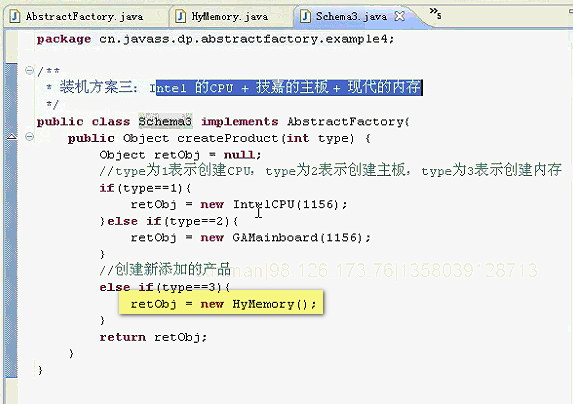 AbstractFactory.java HyMemory.java Schema3.java »5
package cn.javass.dp.abstractfactory.example4;
/**
* 装机方案三：Intel 的CPU + 技嘉的主板 + 现代的内存
*/
public class Schema3 implements AbstractFactory{
public Object createProduct(int type) {
Object retObj = null;
//type为1表示创建CPU，type为2表示创建主板，type为3表示创建内存
if(type==1){
retObj = new IntelCPU(1156);
}else if(type==2){
retObj = new GAMainboard(1156);
}
//创建新添加的产品
else if(type==3){
retObj = new HyMemory();
}
return retObj;
}
}